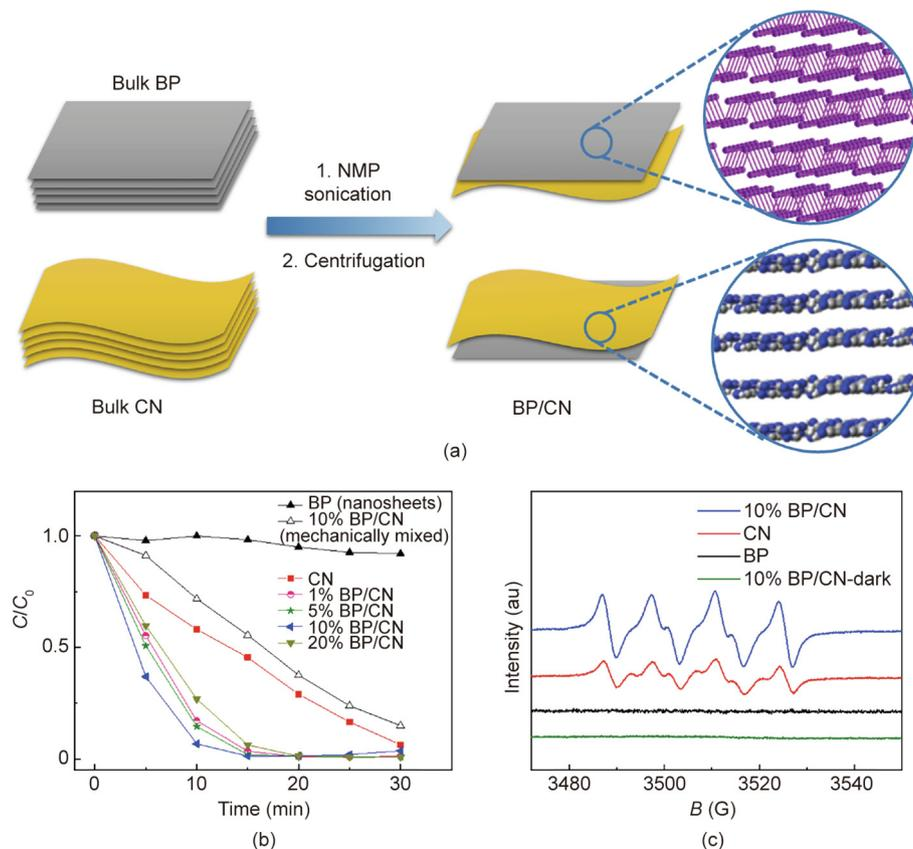 Bulk BP
1. NMP
sonication
2. Centrifugation
Bulk CN
BP/CN
(a)
C/C0
1.0
0.5
0
0
10
20
30
Time (min)
BP (nanosheets)
10% BP/CN
(mechanically mixed)
CN
1% BP/CN
5% BP/CN
10% BP/CN
20% BP/CN
(b)
Intensity (au)
10% BP/CN
CN
BP
10% BP/CN-dark
3480
3500
3520
3540
B (G)
(c)